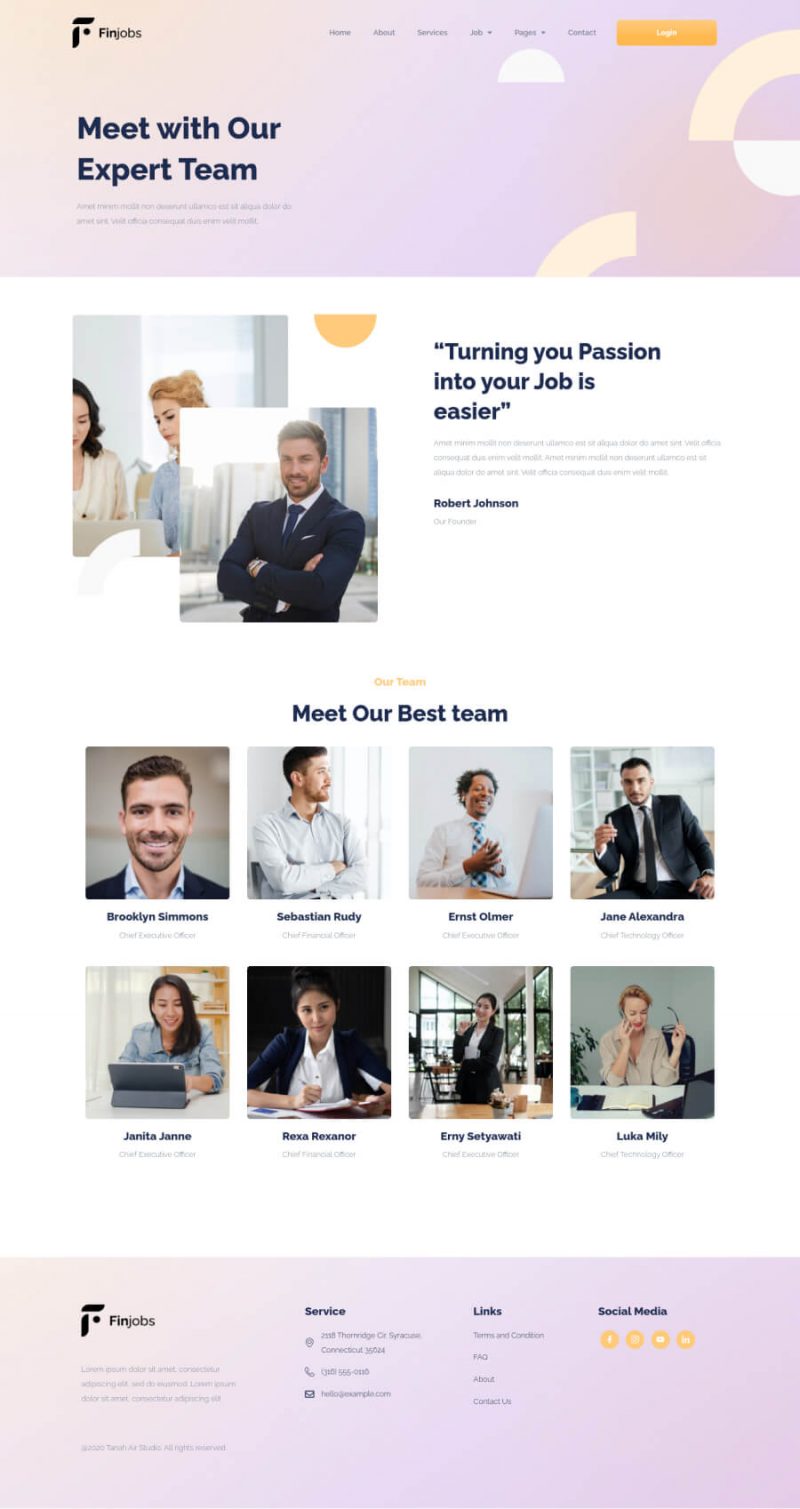 Finjobs
Home About Services Job Pages Contact Login
Meet with Our
Expert Team
Amet minim mollit non deserunt ullamco est sit aliqua dolor do
amet sint. Velit officia consequat duis enim velit mollit.
“Turning you Passion
into your Job is
easier”
Amet minim mollit non deserunt ullamco est sit aliqua dolor do amet sint. Velit officia
consequat duis enim velit mollit. Amet minim mollit non deserunt ullamco est sit
aliqua dolor do amet sint. Velit officia consequat duis enim velit mollit.
Robert Johnson
Our Founder
Our Team
Meet Our Best team
Brooklyn Simmons
Chief Executive Officer
Sebastian Rudy
Chief Financial Officer
Ernst Olmer
Chief Executive Officer
Jane Alexandra
Chief Technology Officer
Janita Janne
Chief Executive Officer
Rexa Rexanor
Chief Financial Officer
Erny Setyawati
Chief Executive Officer
Luka Mily
Chief Technology Officer
Finjobs
Lorem ipsum dolor sit amet, consectetur
adipiscing elit, sed do eiusmod. Lorem ipsum
dolor sit amet, consectetur adipiscing elit
@2020 Tanah Air Studio. All rights reserved.
Service
2118 Thornridge Cir. Syracuse,
Connecticut 35624
(316) 555-0116
hello@example.com
Links
Terms and Condition
FAQ
About
Contact Us
Social Media